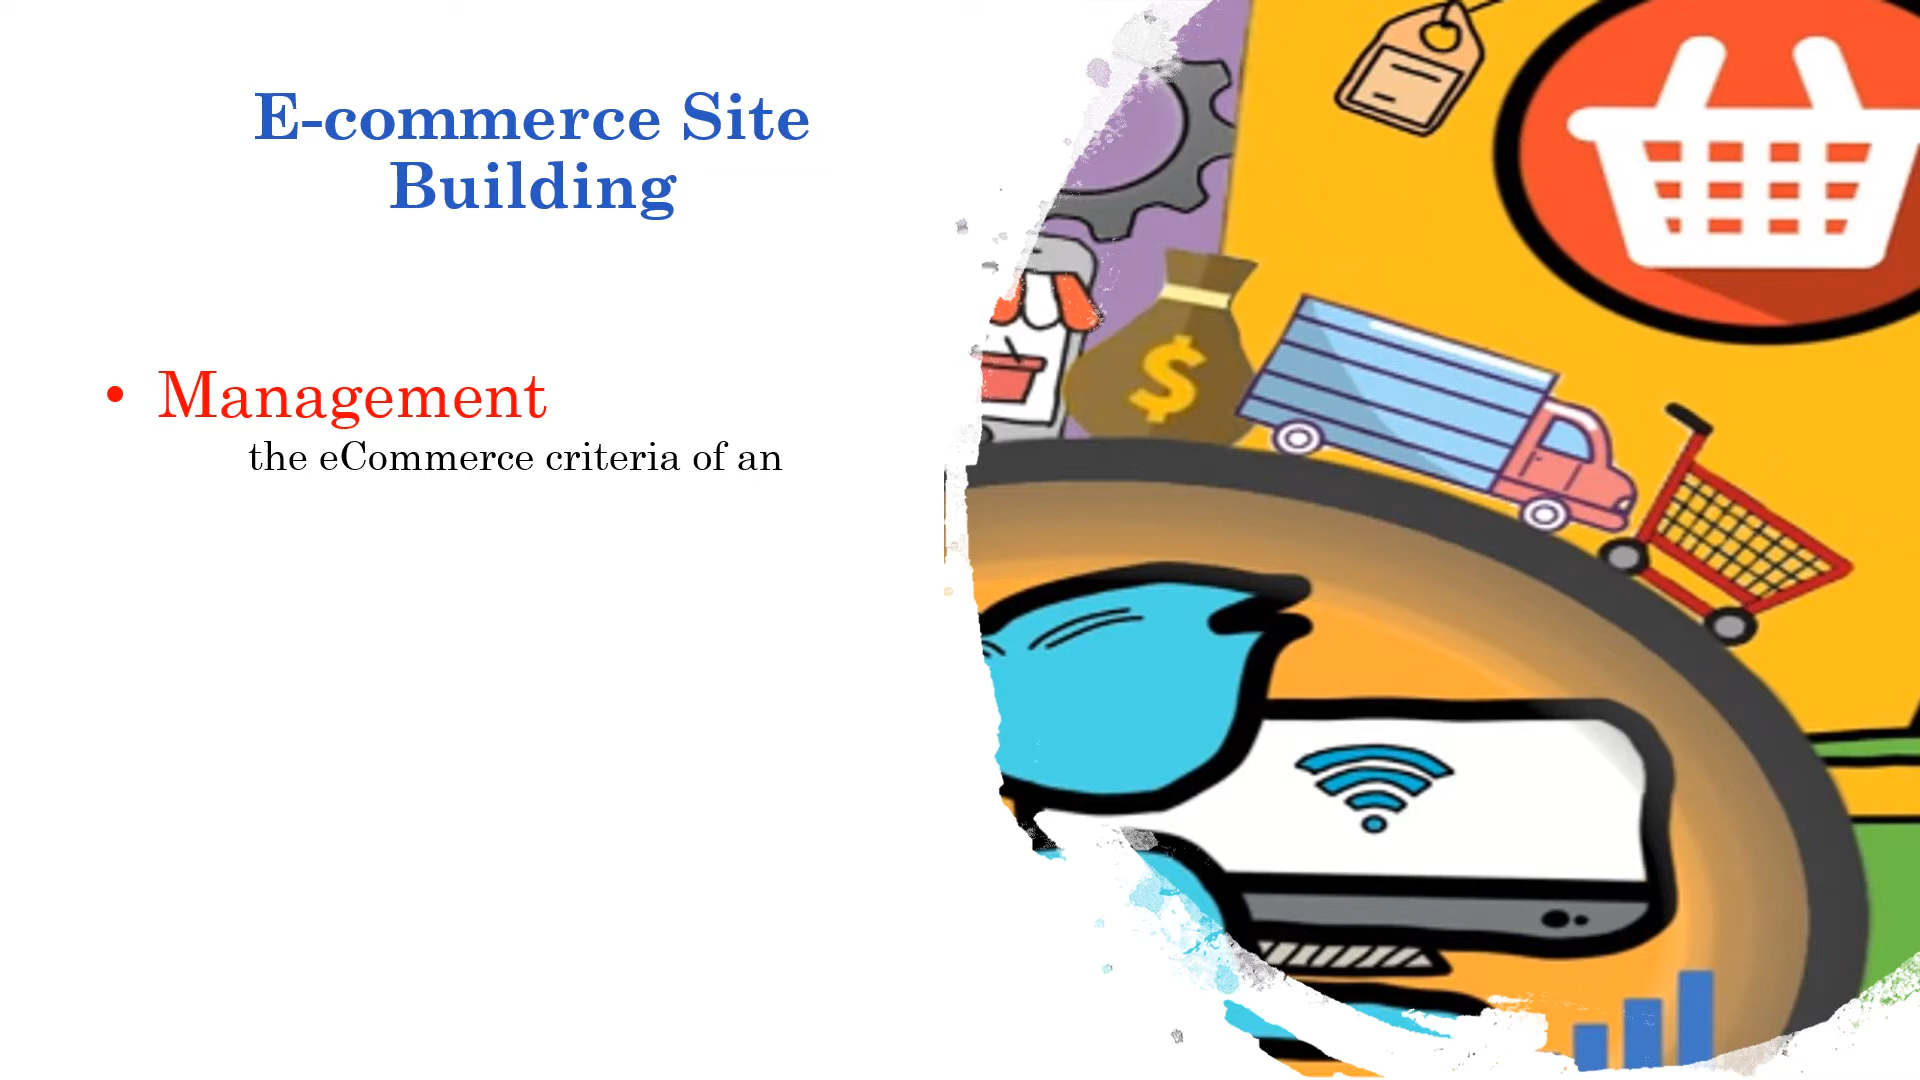 E-commerce Site
Building
• Management
the eCommerce criteria of an
$